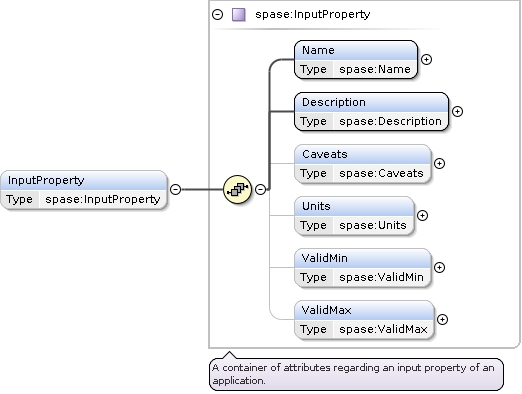 spase:InputProperty
Name
Type spase:Name
Description
Type spase:Description
Caveats
Type spase:Caveats
InputProperty
Type spase:InputProperty
Units
Type spase:Units
ValidMin
Type spase:ValidMin
ValidMax
Type spase:ValidMax
A container of attributes regarding an input property of an
application.